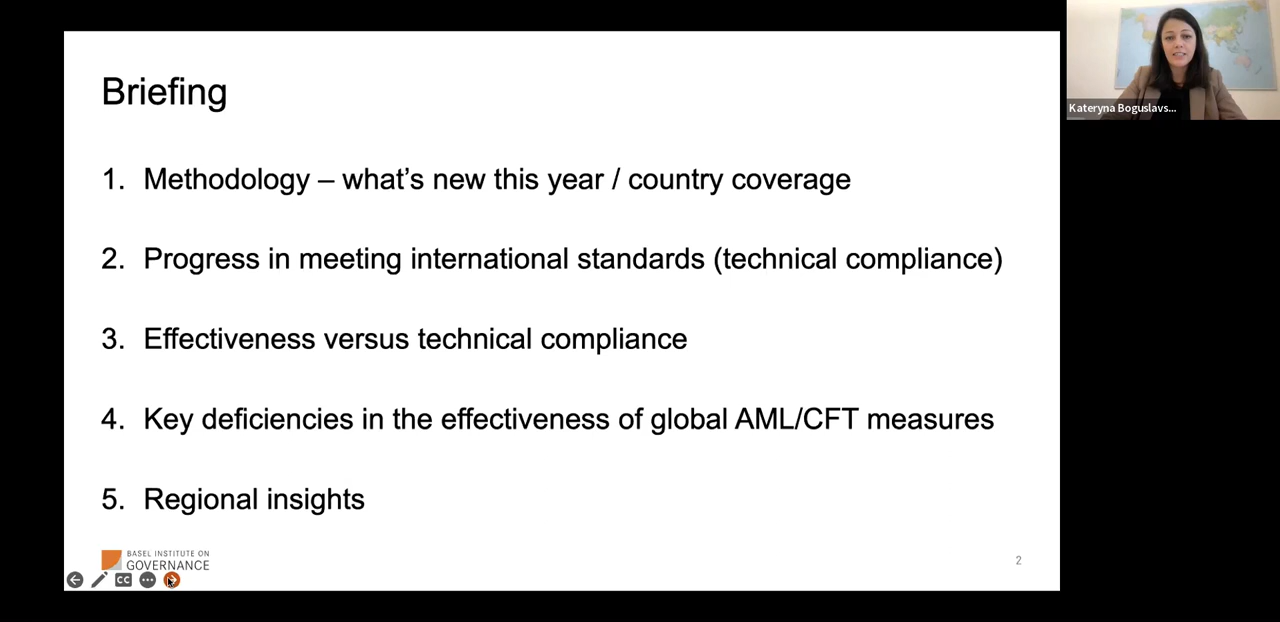 Briefing
1. Methodology – what’s new this year / country coverage
2. Progress in meeting international standards (technical compliance)
3. Effectiveness versus technical compliance
4. Key deficiencies in the effectiveness of global AML/CFT measures
5. Regional insights
BASEL INSTITUTE ON
GOVERNANCE
2
CC
Kateryna Boguslavs...